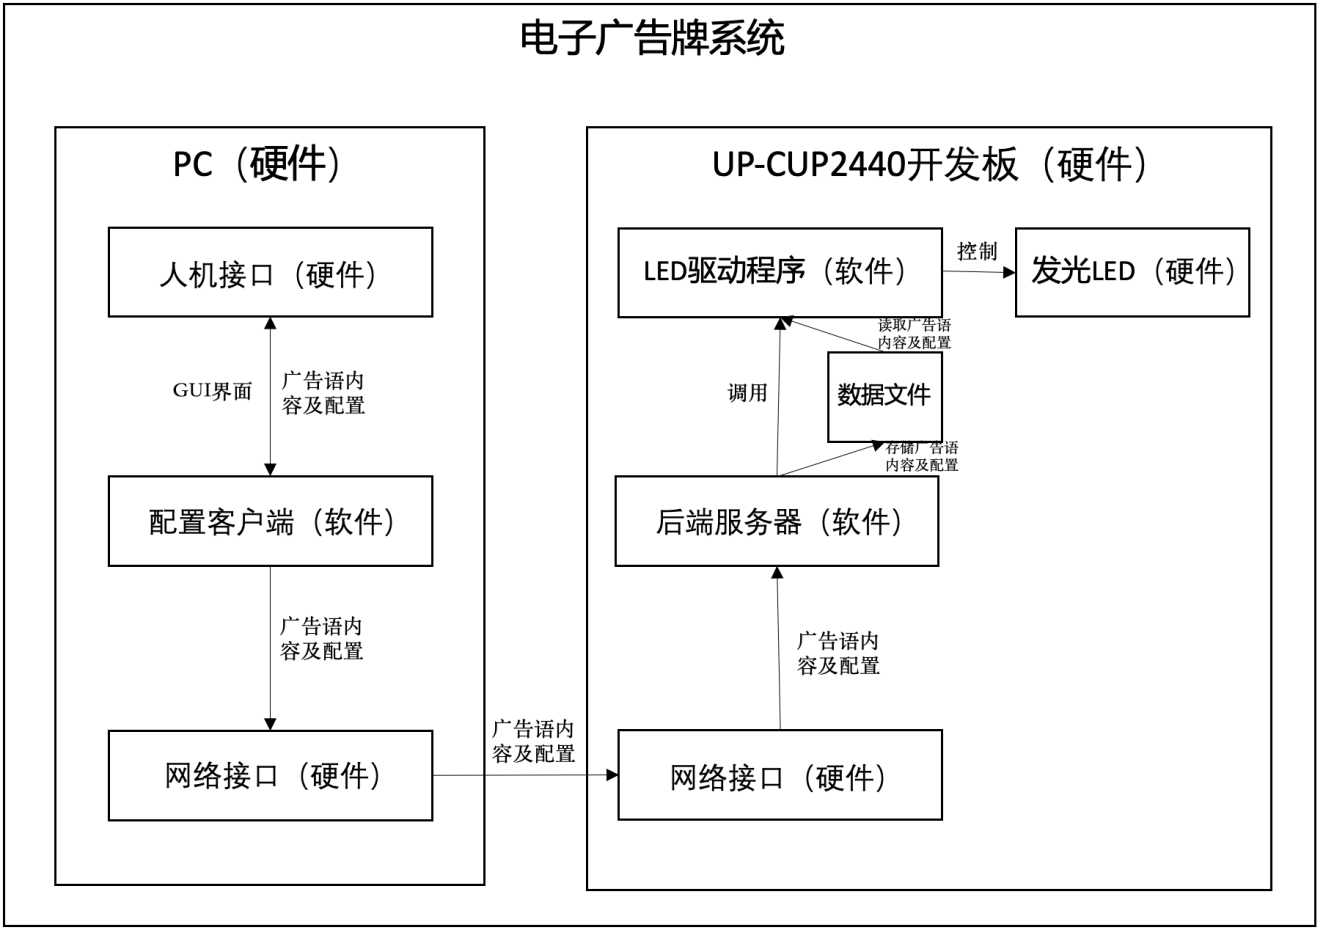 电子广告牌系统
PC（硬件）
人机接口（硬件）
GUI界面
广告语内
容及配置
配置客户端（软件）
广告语内
容及配置
网络接口（硬件）
广告语内
容及配置
UP-CUP2440开发板（硬件）
LED驱动程序（软件）
控制
发光LED（硬件）
读取广告语
内容及配置
调用
数据文件
存储广告语
内容及配置
后端服务器（软件）
广告语内
容及配置
网络接口（硬件）